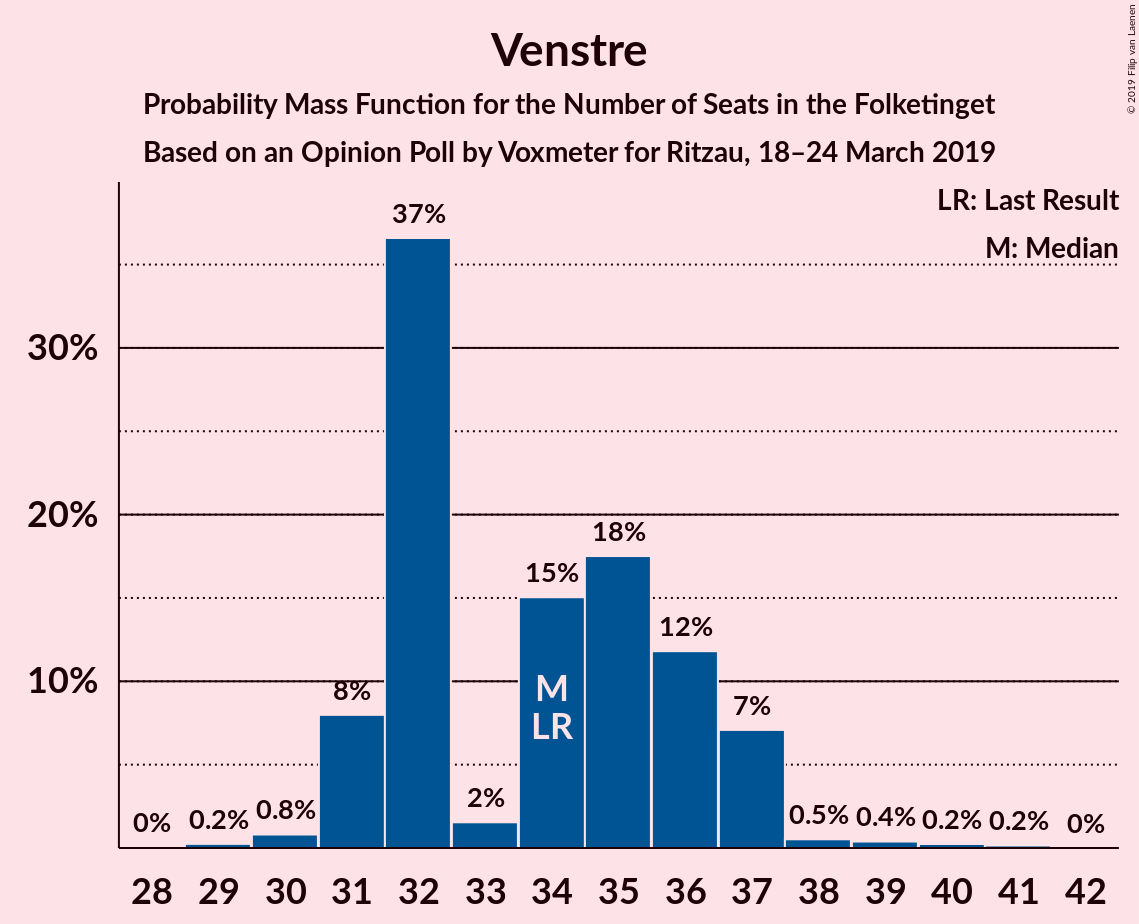 Venstre
Probability Mass Function for the Number of Seats in the Folketinget
Based on an Opinion Poll by Voxmeter for Ritzau, 18–24 March 2019
© 2019 Filip van Laenen
LR: Last Result
M: Median
30%
20%
10%
0%
0.2%
0.8%
8%
37%
2%
15%
18%
12%
7%
0.5%
0.4%
0.2%
0.2%
0%
M
LR
28 29 30 31 32 33 34 35 36 37 38 39 40 41 42